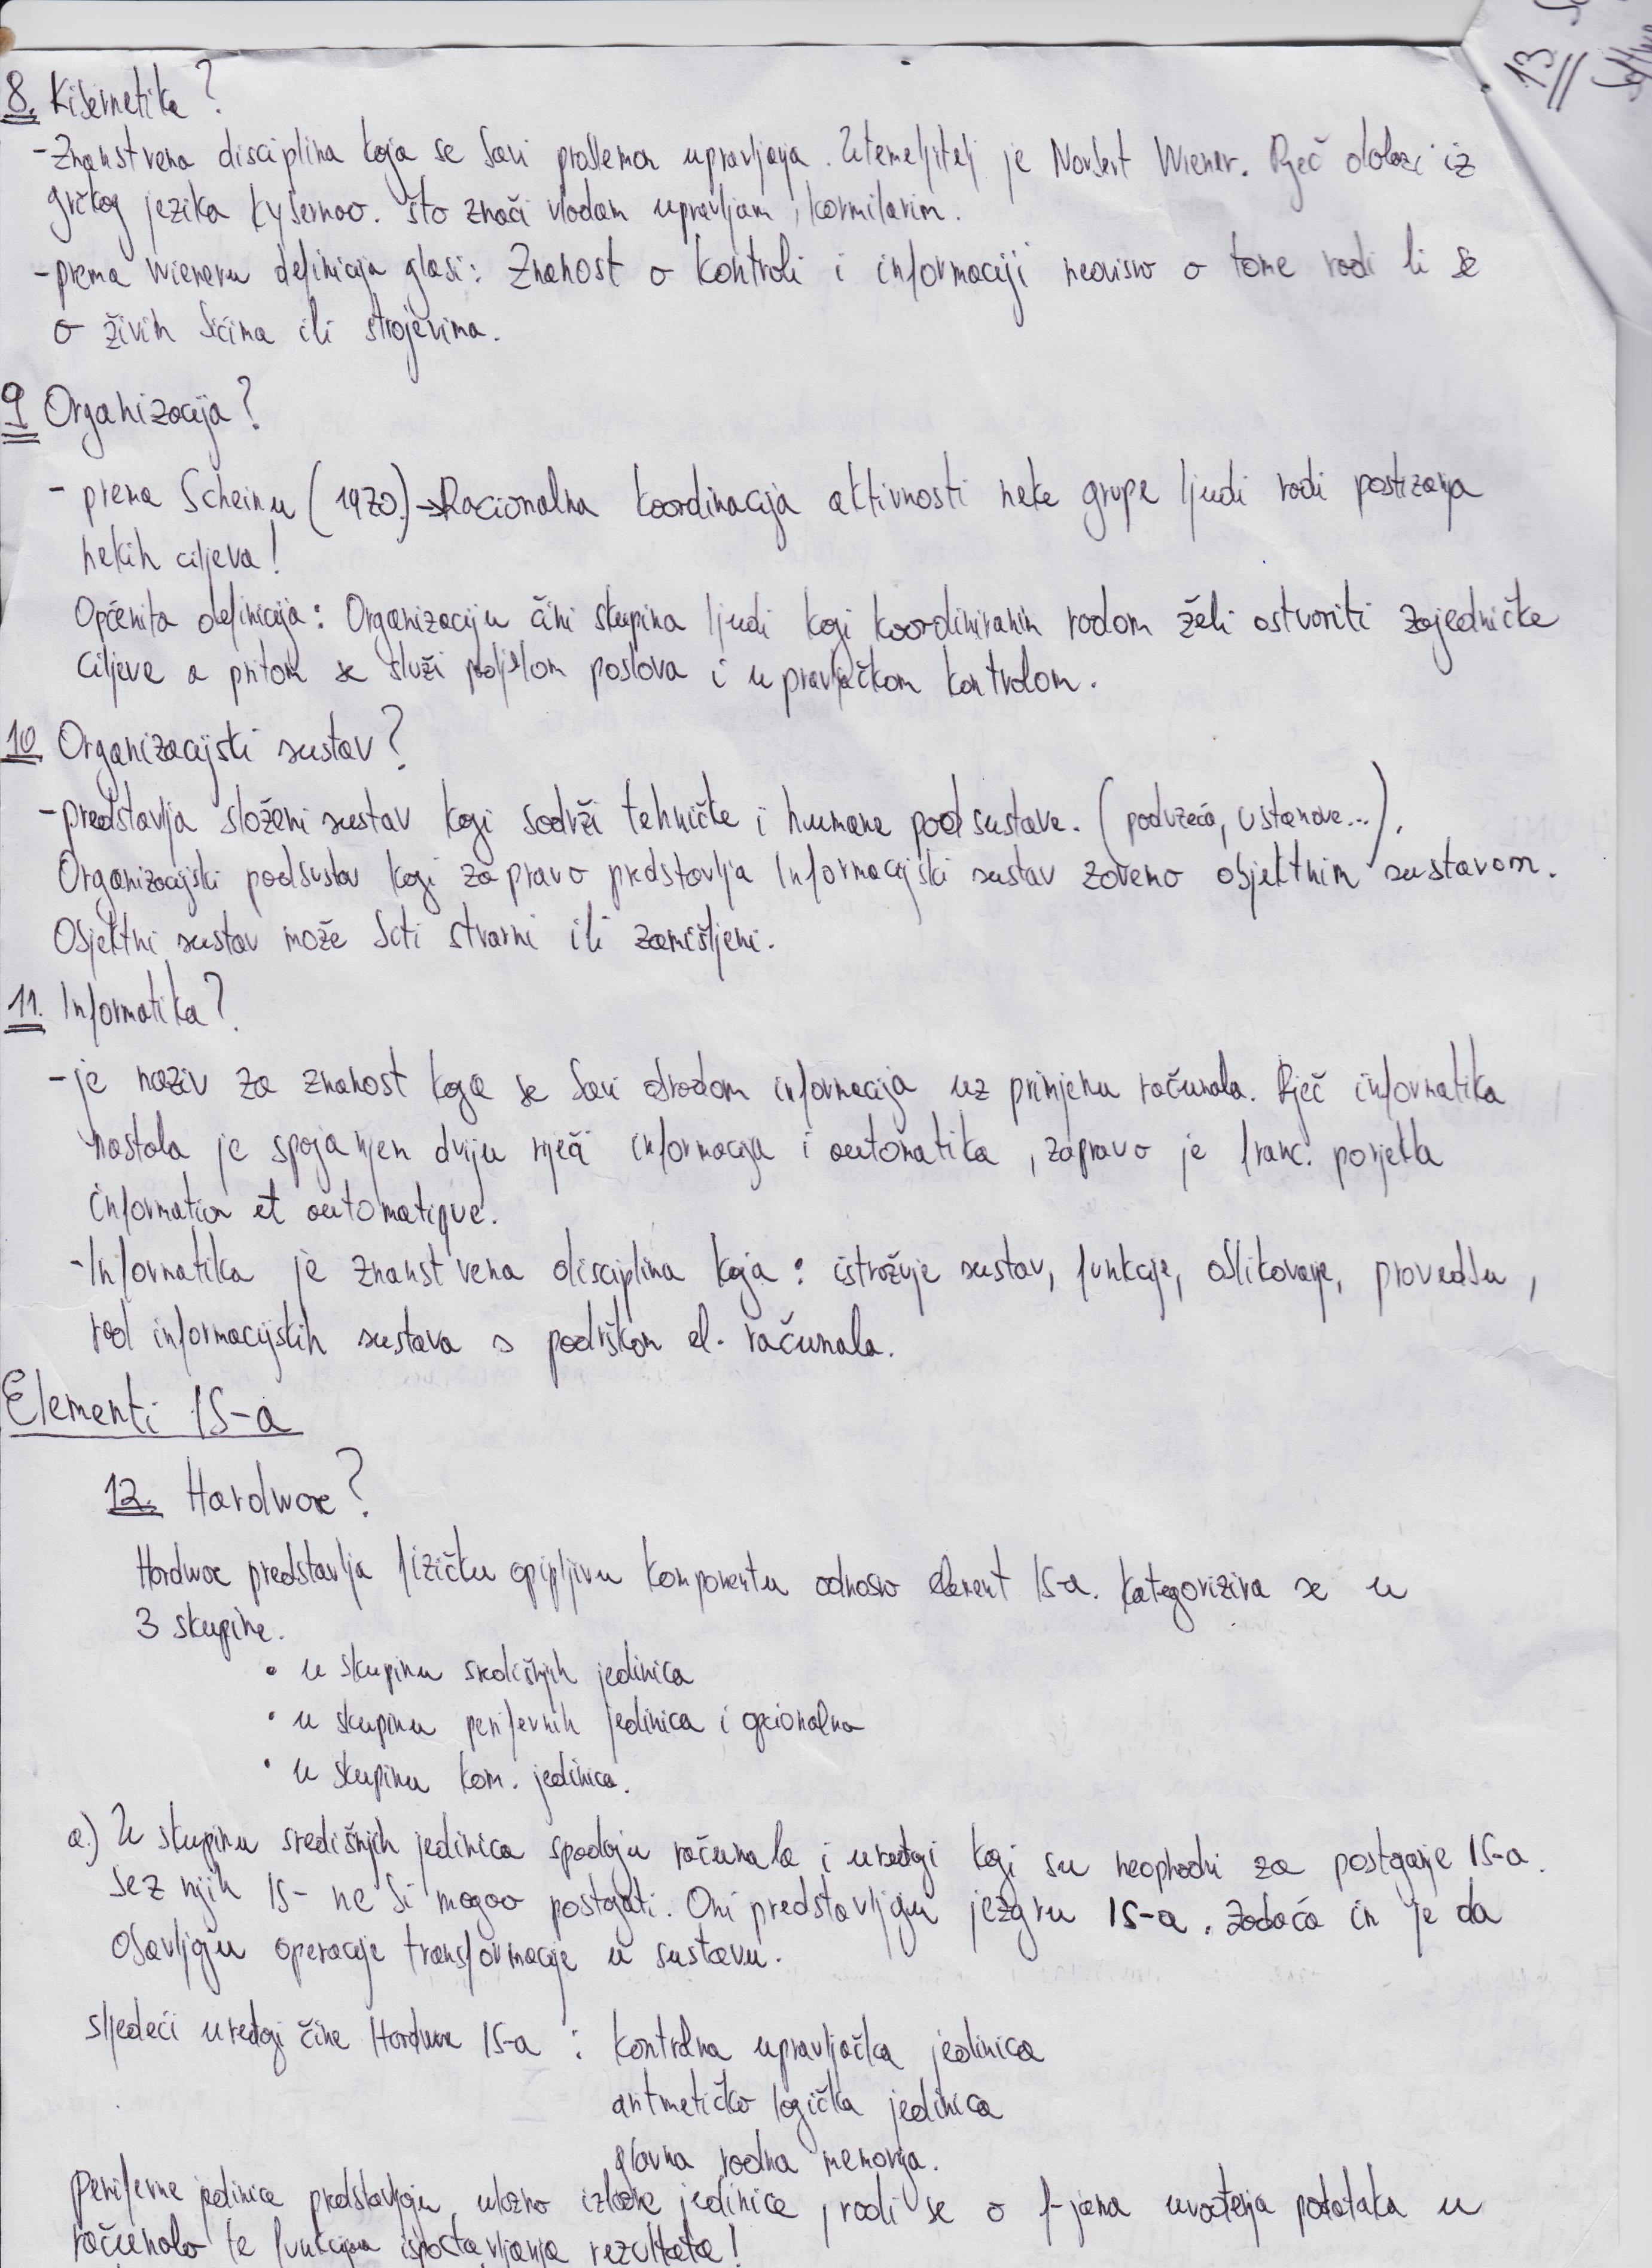 13
8. Kibernetika?
- Znanstvena disciplina koja se bavi problemom upravljanja. Utemeljitelj je Norbert Wiener. Riječ dolazi iz
grčkog jezika kybernao. što znači vladam upravljam, kormilarim.
- prema Wieneru definicija glasi: Znanost o kontroli i informaciji neovisno o tome radi li se
o živih bićima ili strojevima.
9 Organizacija?
- prema Scheinu (1970.) → Racionalna koordinacija aktivnosti neke grupe ljudi radi postizanja
nekih ciljeva!
Općenita definicija: Organizaciju čini skupina ljudi koji koordiniranim radom želi ostvariti zajedničke
ciljeve a pritom se služi podjelom poslova i upravljačkom kontrolom.
10 Organizacijski sustav?
- predstavlja složeni sustav koji sadrži tehničke i humane podsustave. (poduzeća, ustanove...).
Organizacijski podsustav koji zapravo predstavlja Informacijski sustav zovemo objektnim sustavom.
Objektni sustav može biti stvarni ili zamišljeni.
11. Informatika?
- je naziv za znanost koja se bavi obradom informacija uz primjenu računala. Riječ informatika
nastala je spajanjem dviju riječi informacija i automatika, zapravo je franc. porijekla
information et automatique.
- Informatika je znanstvena disciplina koja: istražuje sustav, funkcije, oblikovanje, provedbu,
rad informacijskih sustava s podrškom el. računala.
Elementi IS-a
12. Hardware?
Hardware predstavlja fizičku opipljivu komponentu odnosno element IS-a. Kategorizira se u
3 skupine.
• u skupinu središnjih jedinica
• u skupinu perifernih jedinica i opcionalna
• u skupinu kom. jedinica.
a.) U skupinu središnjih jedinica spadaju računala i uređaji koji su neophodni za postojanje IS-a.
bez njih IS- ne bi mogao postojati. Oni predstavljaju jezgru IS-a. Zadaća im je da
obavljaju operacije transformacije u sustavu.
sljedeći uređaji čine Hardware IS-a : kontrolna upravljačka jedinica
aritmetičko logička jedinica
glavna radna memorija.
Periferne jedinice predstavljaju ulazno izlazne jedinice, radi se o f-jama uvođenja podataka u
računalo te funkcijama ispostavljanja rezultata!